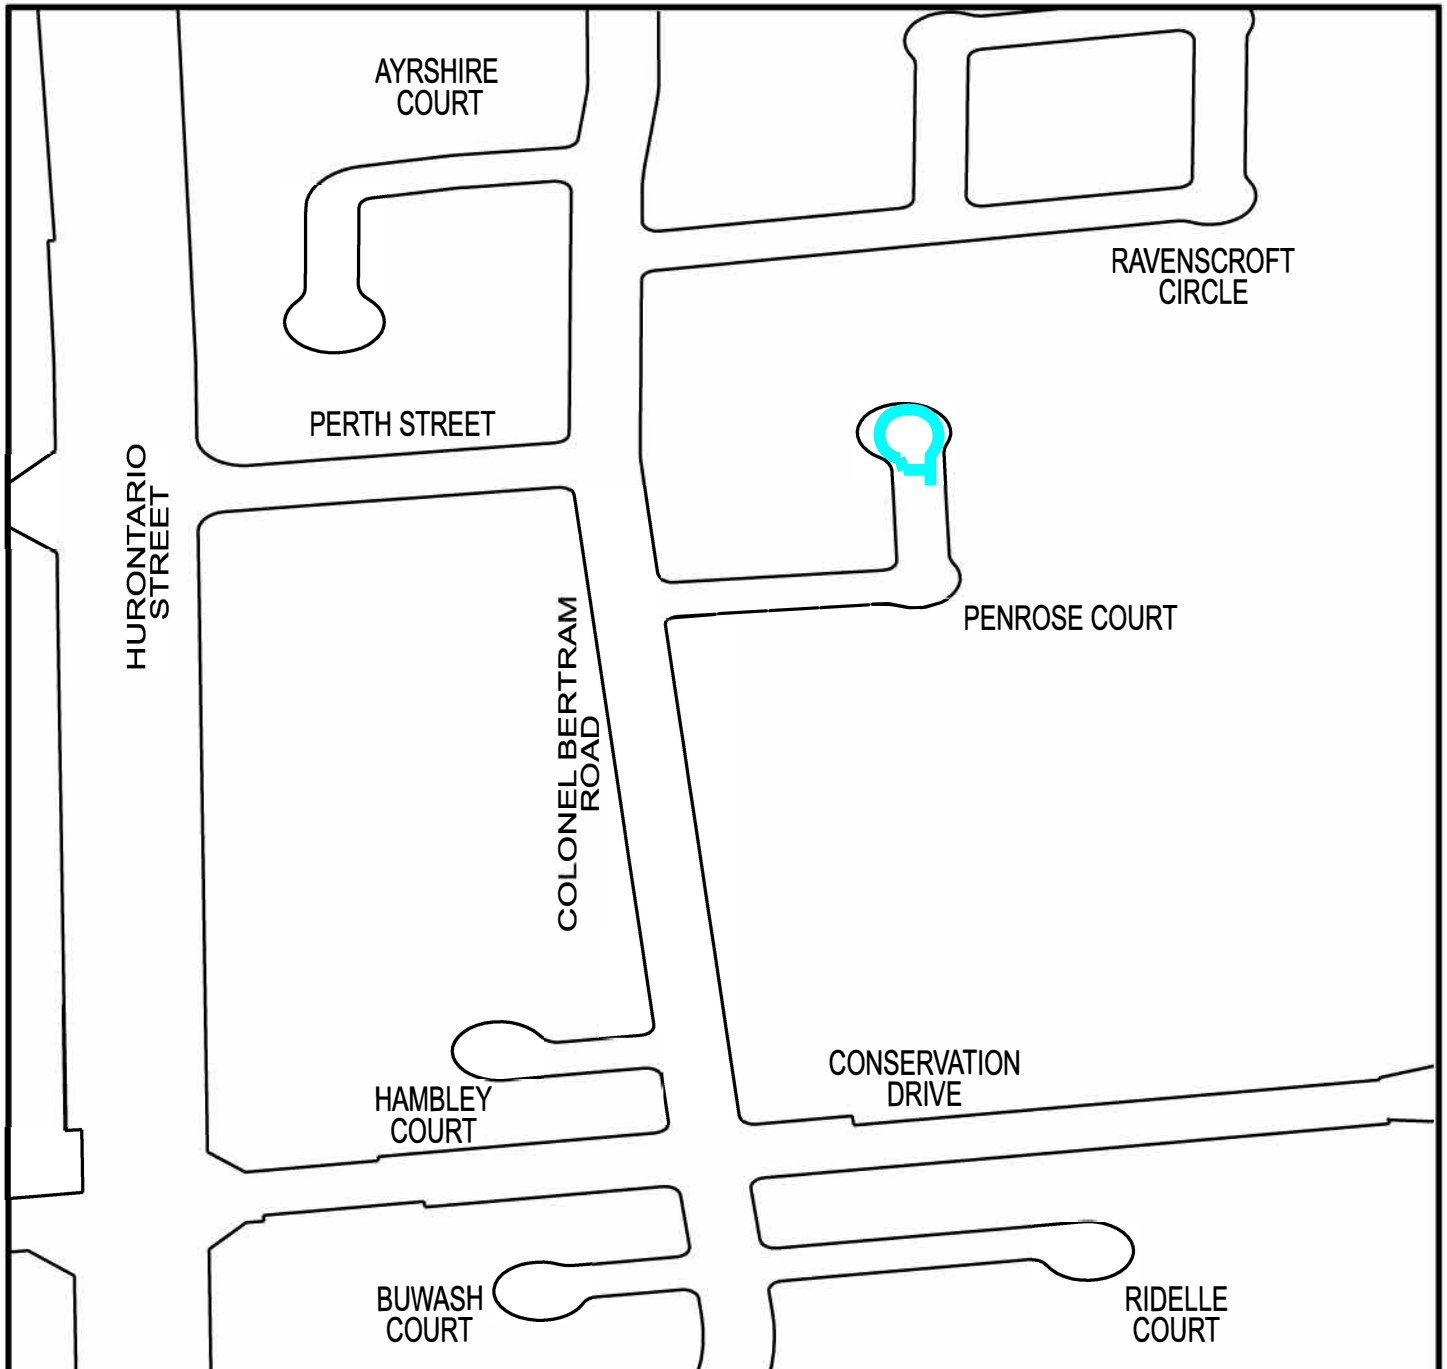 AYRSHIRE
COURT
RAVENSCROFT
CIRCLE
PERTH STREET
HURONTARIO
STREET
PENROSE COURT
COLONEL BERTRAM
ROAD
CONSERVATION
DRIVE
HAMBLEY
COURT
BUWASH
COURT
RIDELLE
COURT